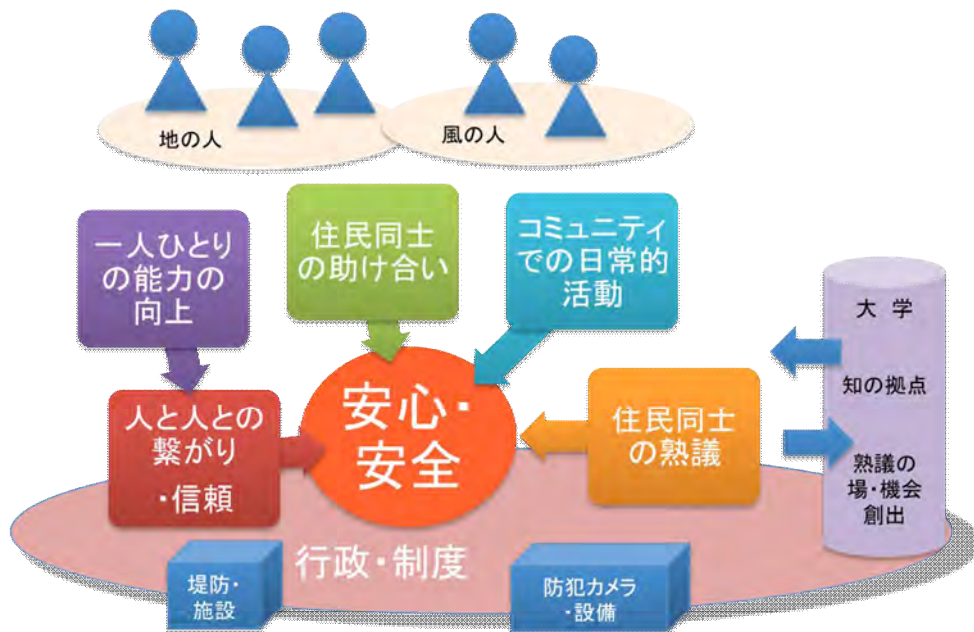 地の人
風の人
一人ひとり
の能力の
向上
住民同士
の助け合い
コミュニティ
での日常的
活動
大 学
知の拠点
熟議の
場・機会
創出
人と人との
繋がり
・信頼
安心・
安全
住民同士
の熟議
行政・制度
堤防・
施設
防犯カメラ
・設備